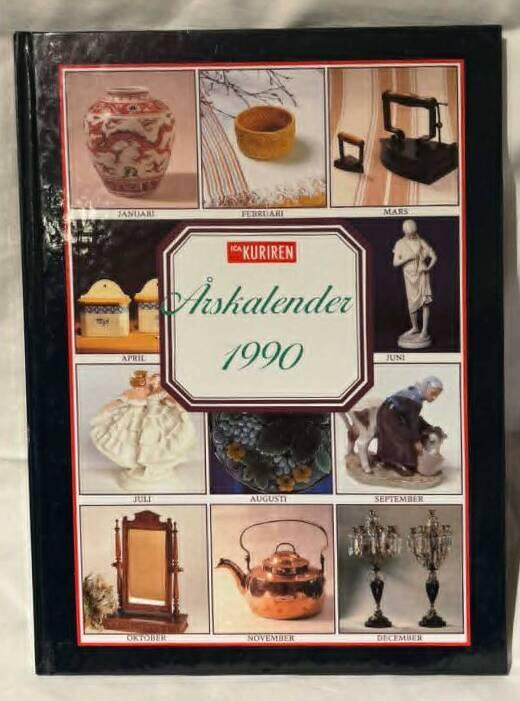 JANUARI
FEBRUARI
MARS
ICA KURIREN
Årskalender
1990
APRIL
JUNI
JULI
AUGUSTI
SEPTEMBER
OKTOBER
NOVEMBER
DECEMBER